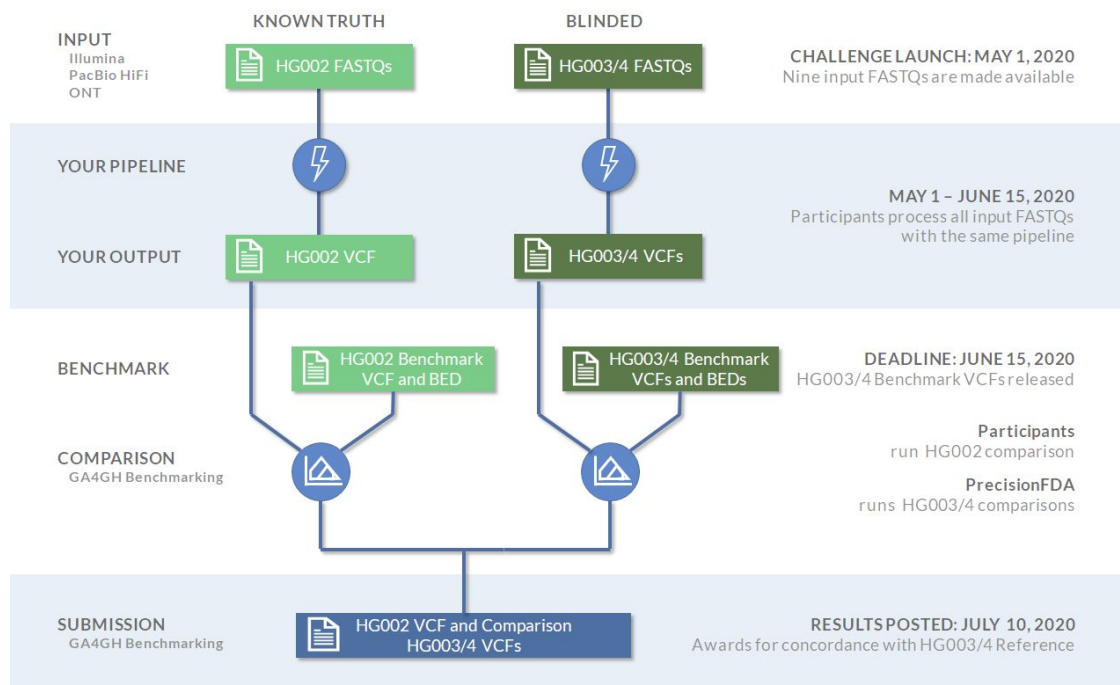 KNOWN TRUTH
BLINDED
INPUT
Illumina
PacBio HiFi
ONT
HG002 FASTQs
HG003/4 FASTQs
CHALLENGE LAUNCH: MAY 1, 2020
Nine input FASTQs are made available
YOUR PIPELINE
MAY 1 – JUNE 15, 2020
Participants process all input FASTQs
with the same pipeline
YOUR OUTPUT
HG002 VCF
HG003/4 VCFs
BENCHMARK
HG002 Benchmark
VCF and BED
HG003/4 Benchmark
VCFs and BEDs
DEADLINE: JUNE 15, 2020
HG003/4 Benchmark VCFs released
COMPARISON
GA4GH Benchmarking
Participants
run HG002 comparison
PrecisionFDA
runs HG003/4 comparisons
SUBMISSION
GA4GH Benchmarking
HG002 VCF and Comparison
HG003/4 VCFs
RESULTS POSTED: JULY 10, 2020
Awards for concordance with HG003/4 Reference